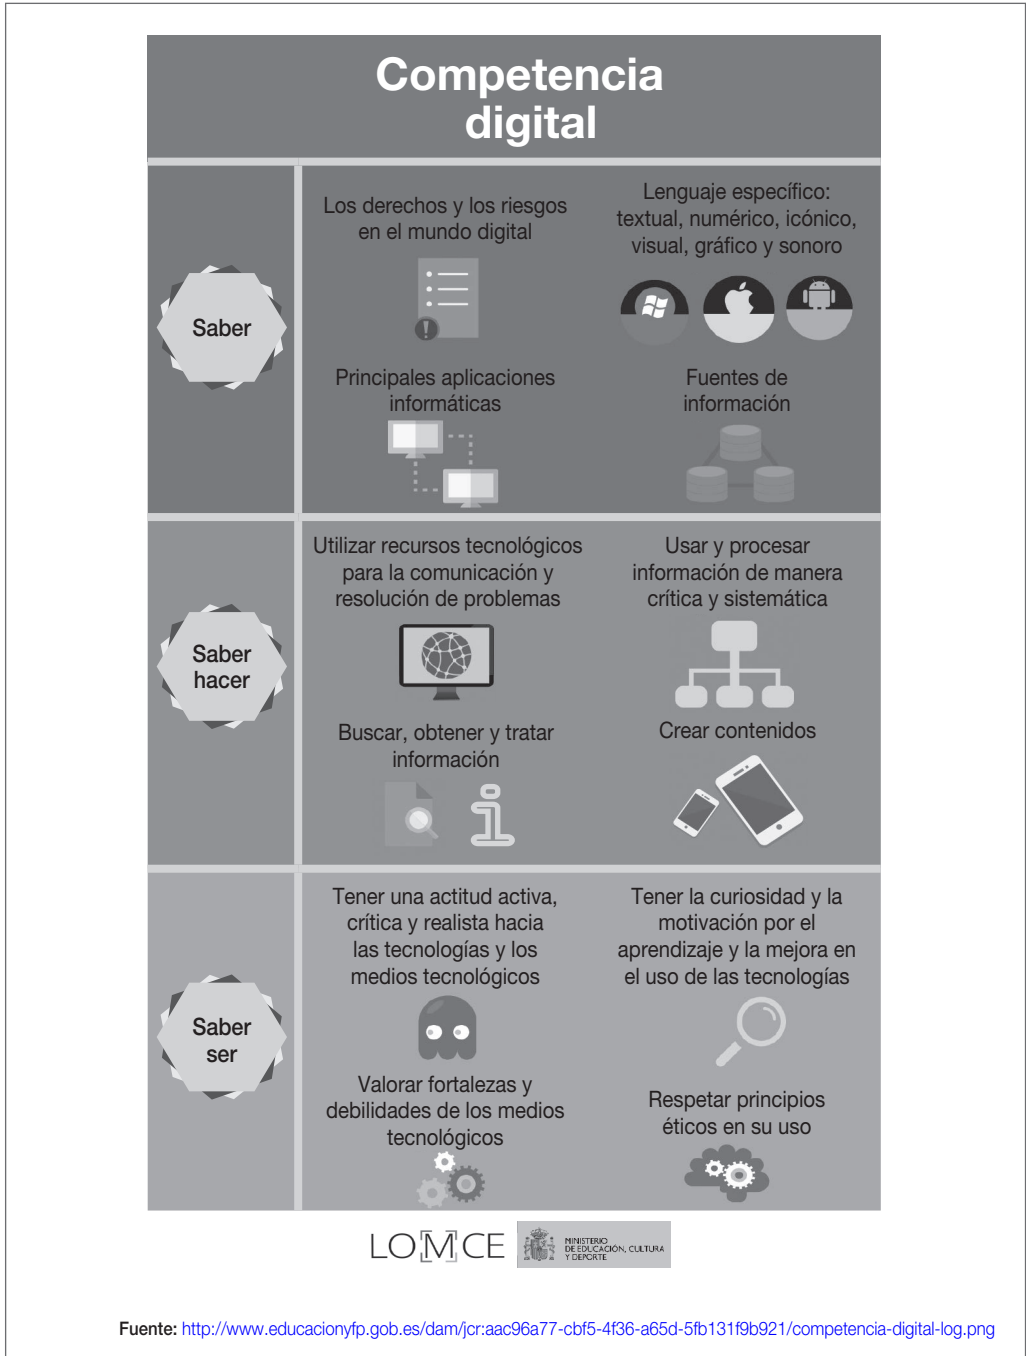 Competencia
digital
Saber
Los derechos y los riesgos
en el mundo digital
Lenguaje específico:
textual, numérico, icónico,
visual, gráfico y sonoro
Principales aplicaciones
informáticas
Fuentes de
información
Saber
hacer
Utilizar recursos tecnológicos
para la comunicación y
resolución de problemas
Usar y procesar
información de manera
crítica y sistemática
Buscar, obtener y tratar
información
Crear contenidos
Saber
ser
Tener una actitud activa,
crítica y realista hacia
las tecnologías y los
medios tecnológicos
Tener la curiosidad y la
motivación por el
aprendizaje y la mejora en
el uso de las tecnologías
Valorar fortalezas y
debilidades de los medios
tecnológicos
Respetar principios
éticos en su uso
LO[M]CE
MINISTERIO
DE EDUCACIÓN, CULTURA
Y DEPORTE
Fuente: http://www.educacionyfp.gob.es/dam/jcr:aac96a77-cbf5-4f36-a65d-5fb131f9b921/competencia-digital-log.png